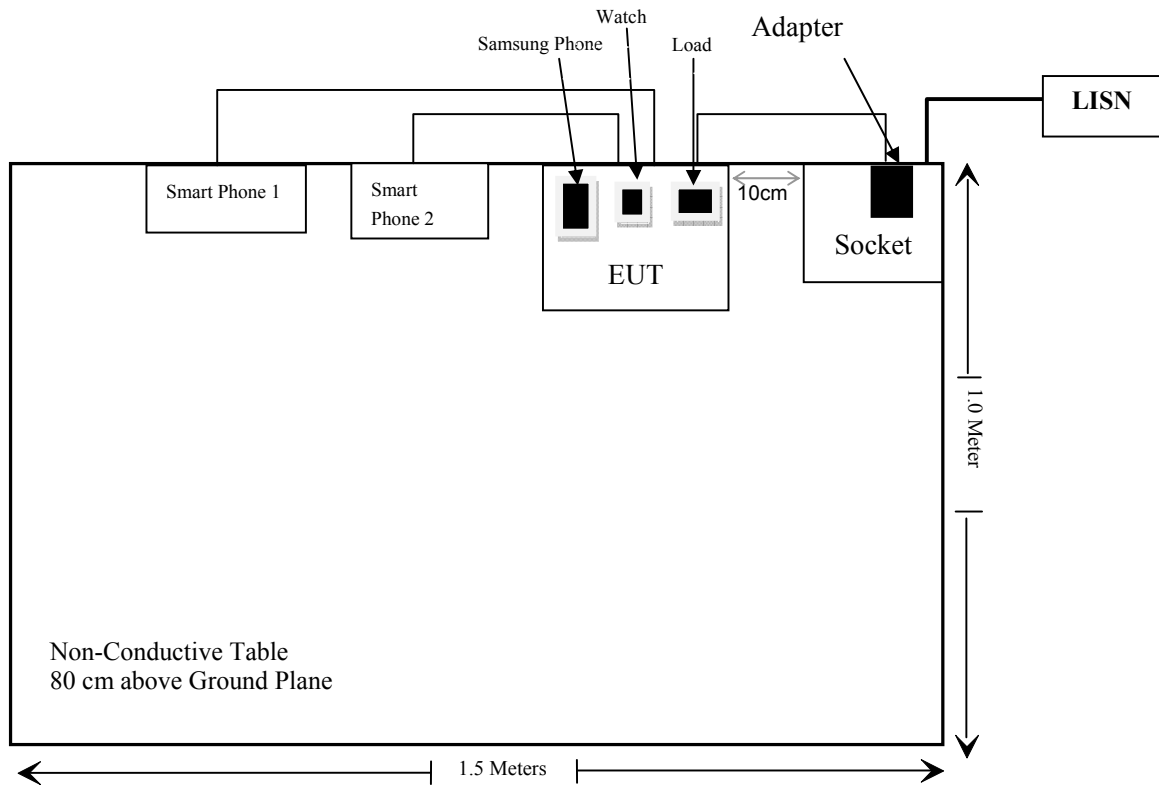 Watch
Adapter
Samsung Phone
Load
LISN
Smart Phone 1
Smart
Phone 2
10cm
Socket
EUT
1.0 Meter
Non-Conductive Table
80 cm above Ground Plane
1.5 Meters